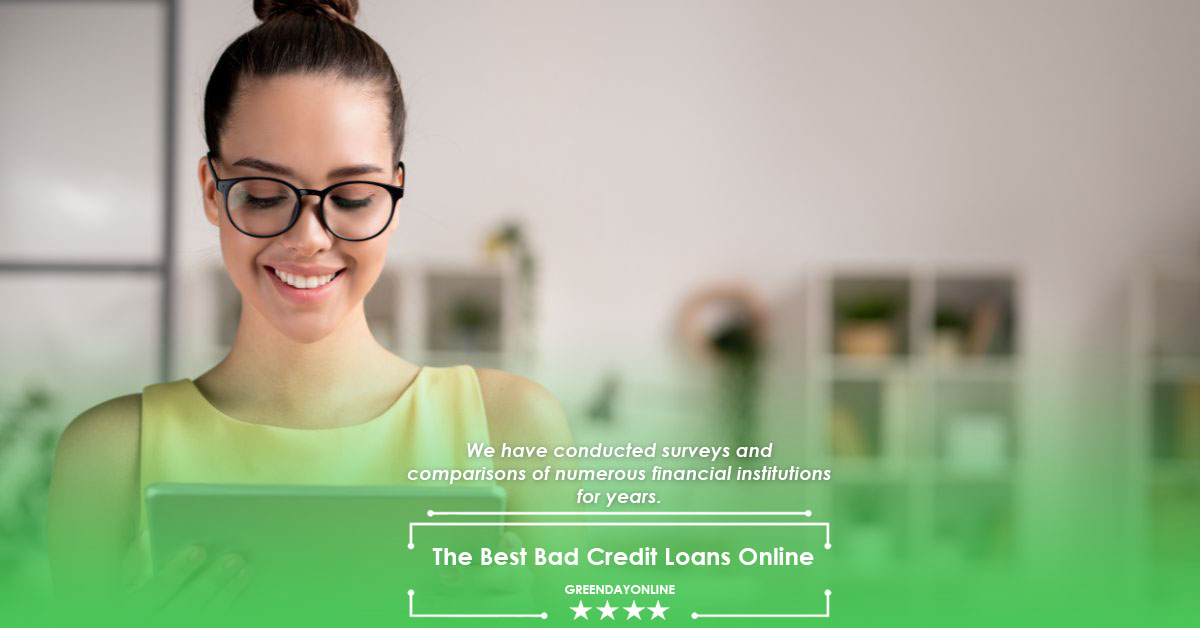 We have conducted surveys and
comparisons of numerous financial institutions
for years.
The Best Bad Credit Loans Online
GREENDAYONLINE